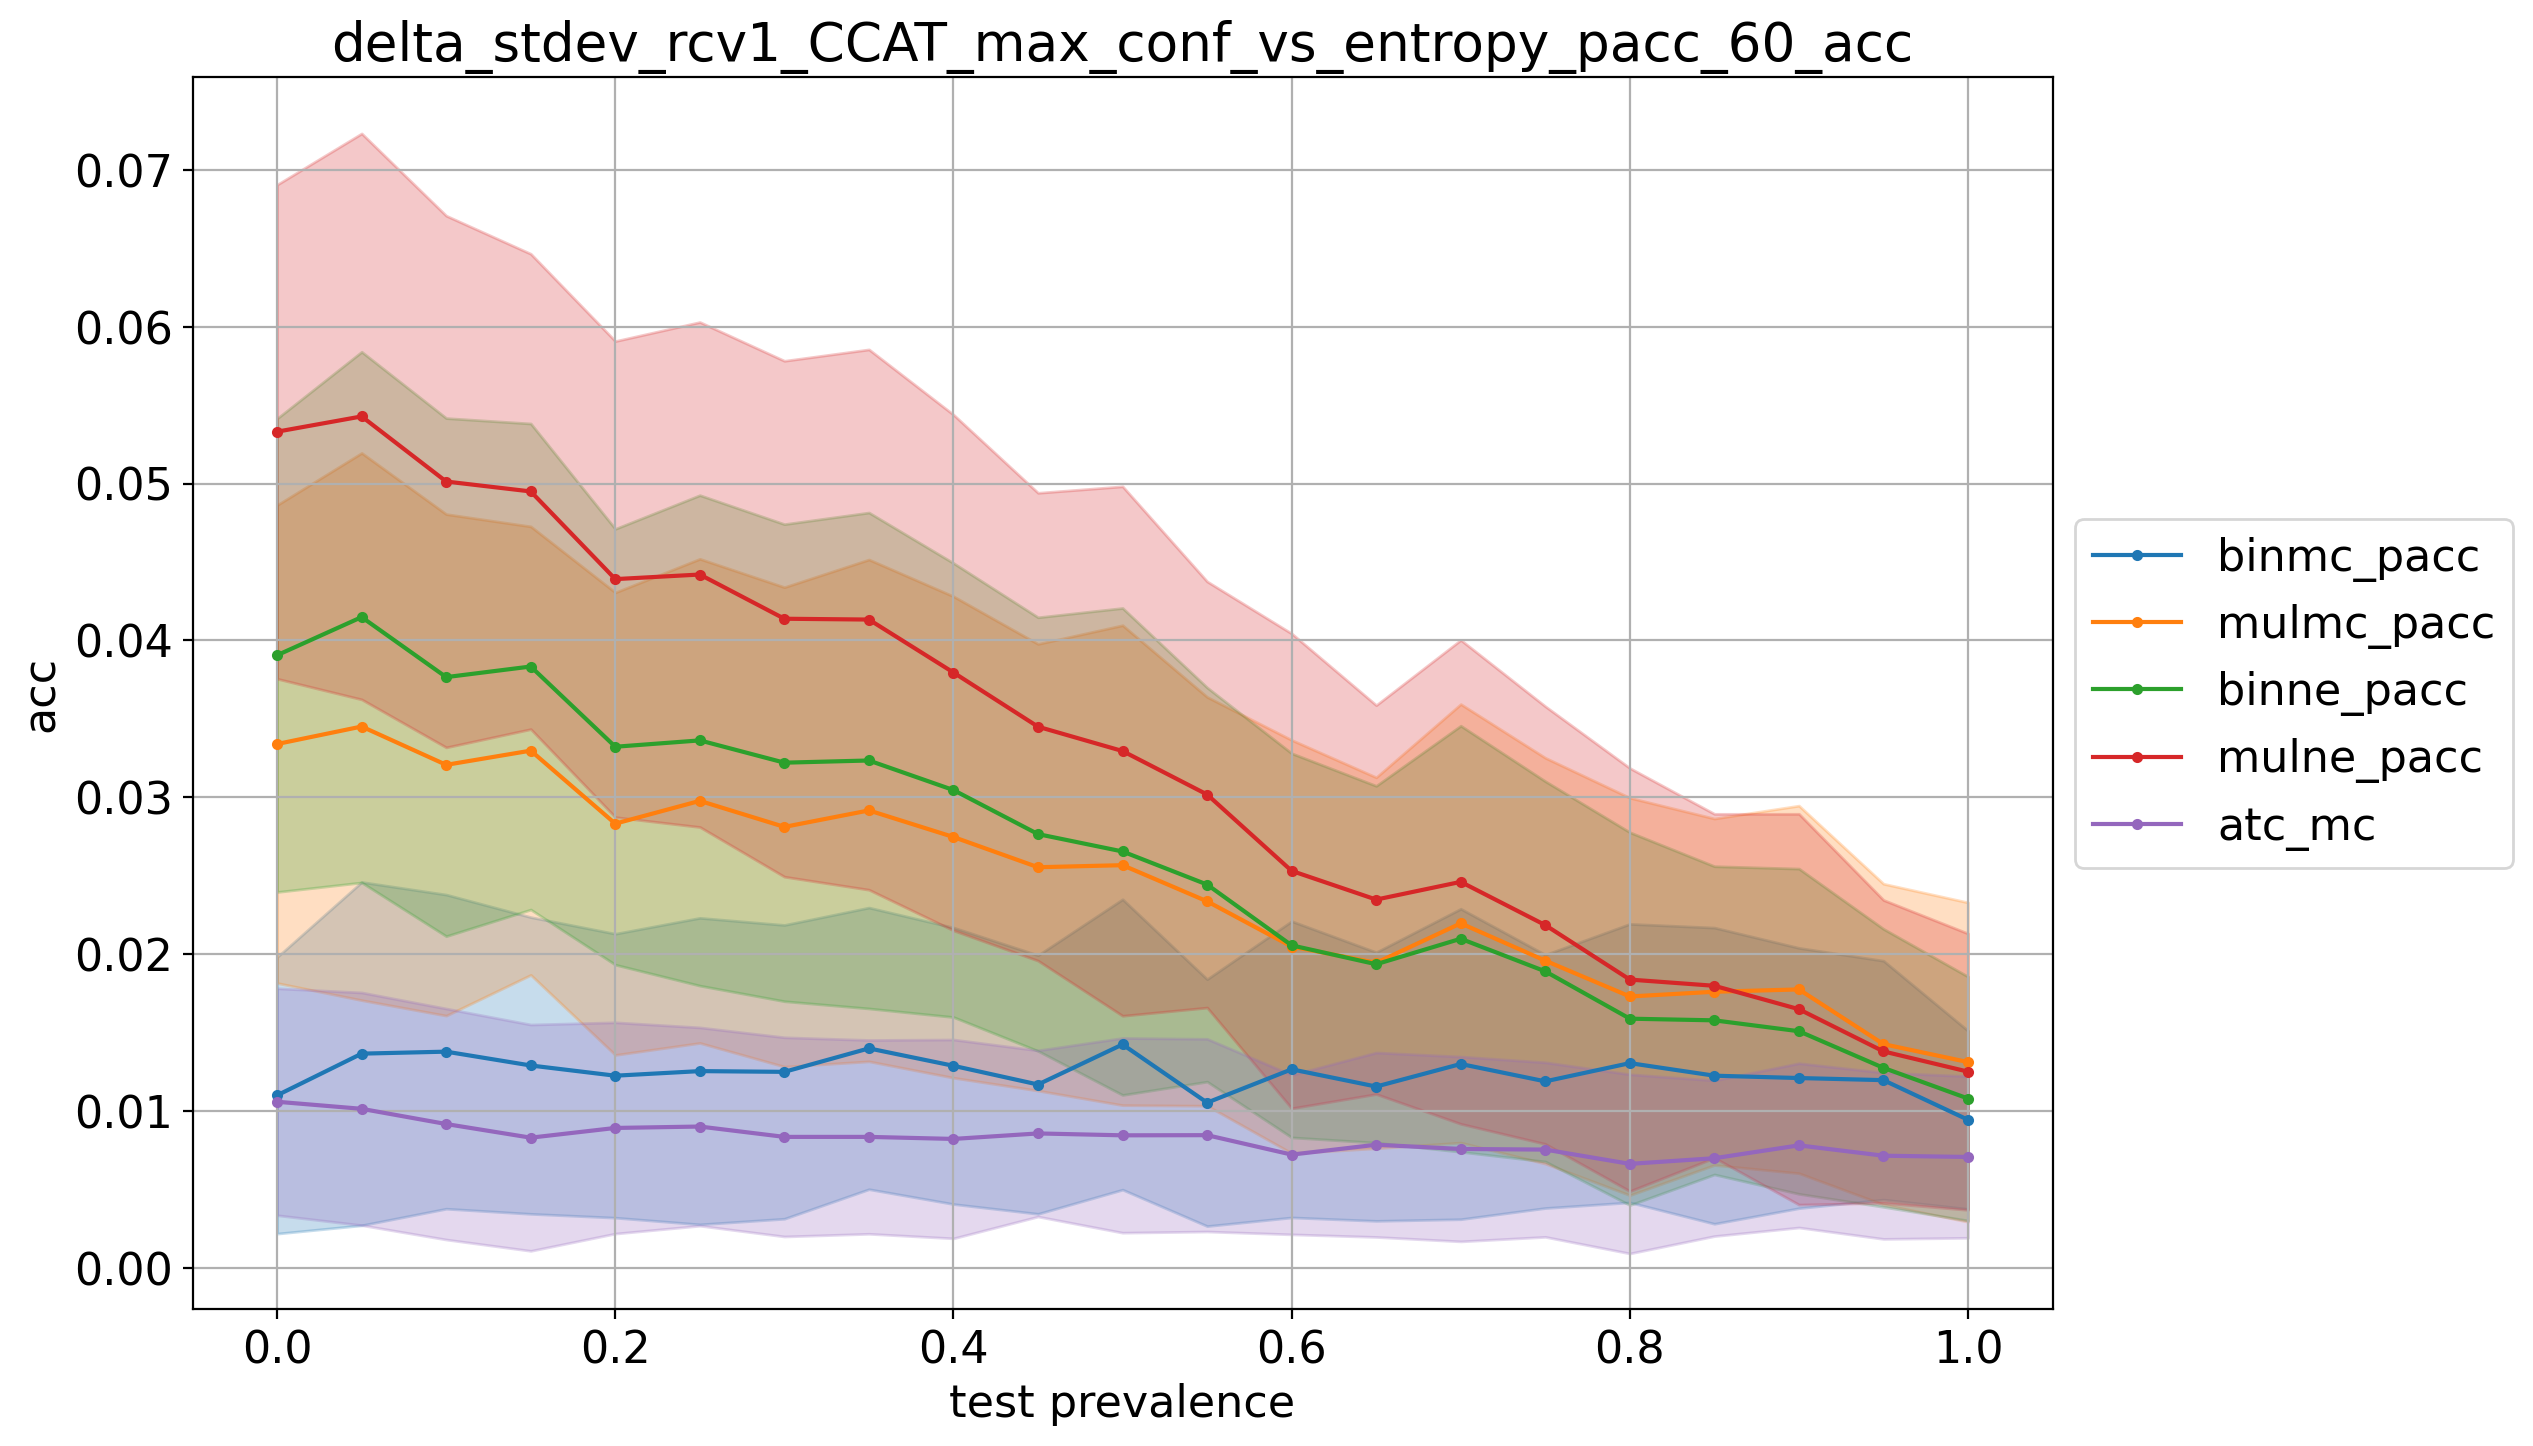 delta_stdev_rcv1_CCAT_max_conf_vs_entropy_pacc_60_acc
acc
0.07
0.06
0.05
0.04
0.03
0.02
0.01
0.00
0.0 0.2 0.4 0.6 0.8 1.0
test prevalence
binmc_pacc
mulmc_pacc
binne_pacc
mulne_pacc
atc_mc